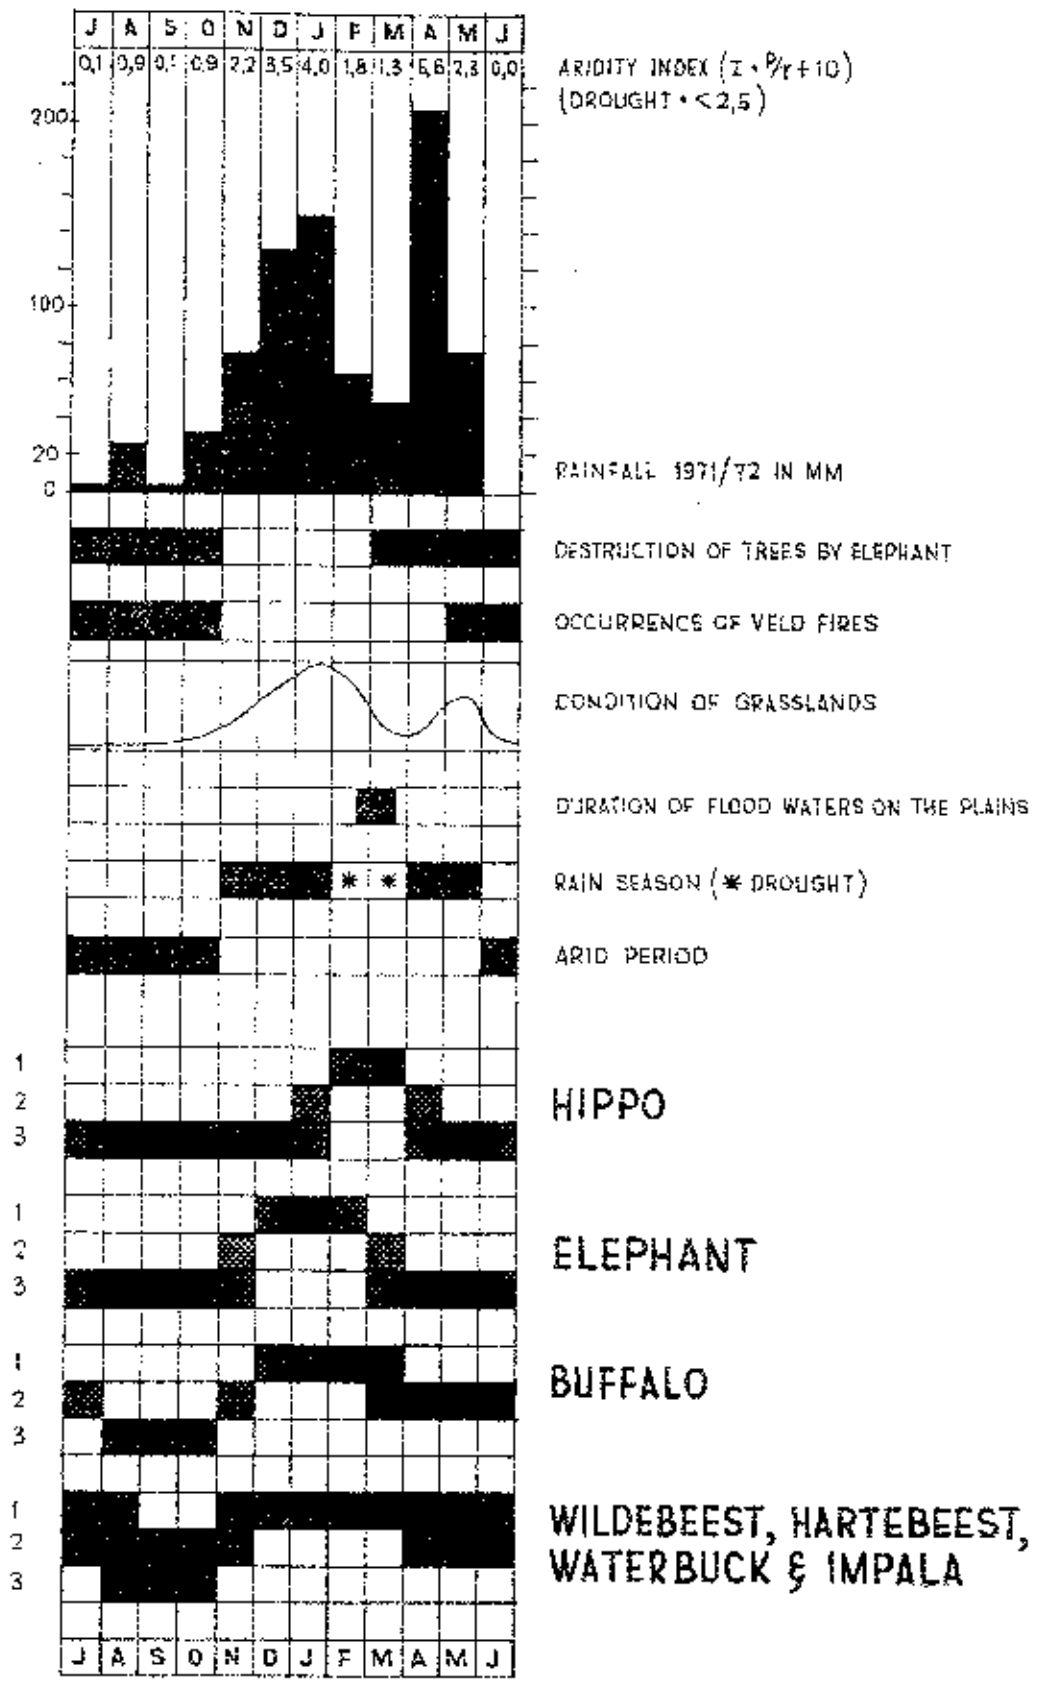 J A S O N D J F M A M J
0,1 0,9 0,9 2,2 3,5 4,0 1,8 1,3 6,6 2,3 0,0
ARIDITY INDEX (I = P/r+10)
(DROUGHT = <2,5)
200
100
20
0
RAINFALL 1971/72 IN MM
DESTRUCTION OF TREES BY ELEPHANT
OCCURRENCE OF VELD FIRES
CONDITION OF GRASSLANDS
DURATION OF FLOOD WATERS ON THE PLAINS
* *
RAIN SEASON (* DROUGHT)
ARID PERIOD
1
2
3
HIPPO
1
2
3
ELEPHANT
1
2
3
BUFFALO
1
2
3
WILDEBEEST, HARTEBEEST,
WATERBUCK & IMPALA
J A S O N D J F M A M J